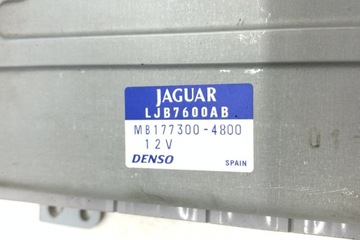 JAGUAR
LJB7600AB
MB177300-4800
12V
DENSO SPAIN